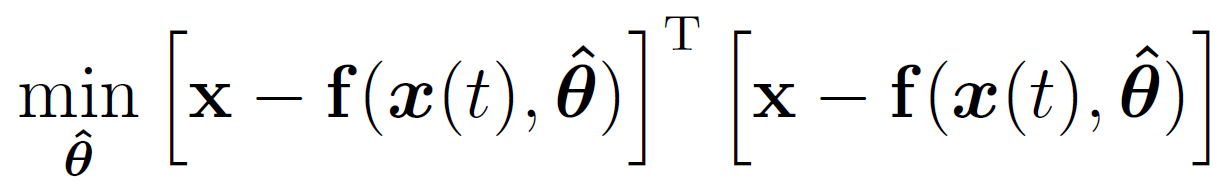 min_θ̂ [𝐱 − 𝐟(𝒙(t), θ̂)]^T [𝐱 − 𝐟(𝒙(t), θ̂)]